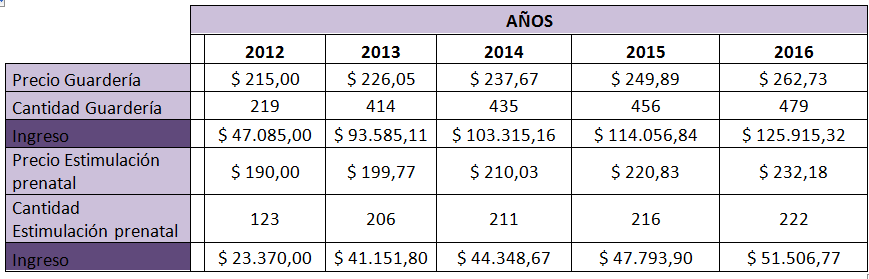 AÑOS
2012 2013 2014 2015 2016
Precio Guardería $ 215,00 $ 226,05 $ 237,67 $ 249,89 $ 262,73
Cantidad Guardería 219 414 435 456 479
Ingreso $ 47.085,00 $ 93.585,11 $ 103.315,16 $ 114.056,84 $ 125.915,32
Precio Estimulación
prenatal $ 190,00 $ 199,77 $ 210,03 $ 220,83 $ 232,18
Cantidad
Estimulación prenatal 123 206 211 216 222
Ingreso $ 23.370,00 $ 41.151,80 $ 44.348,67 $ 47.793,90 $ 51.506,77